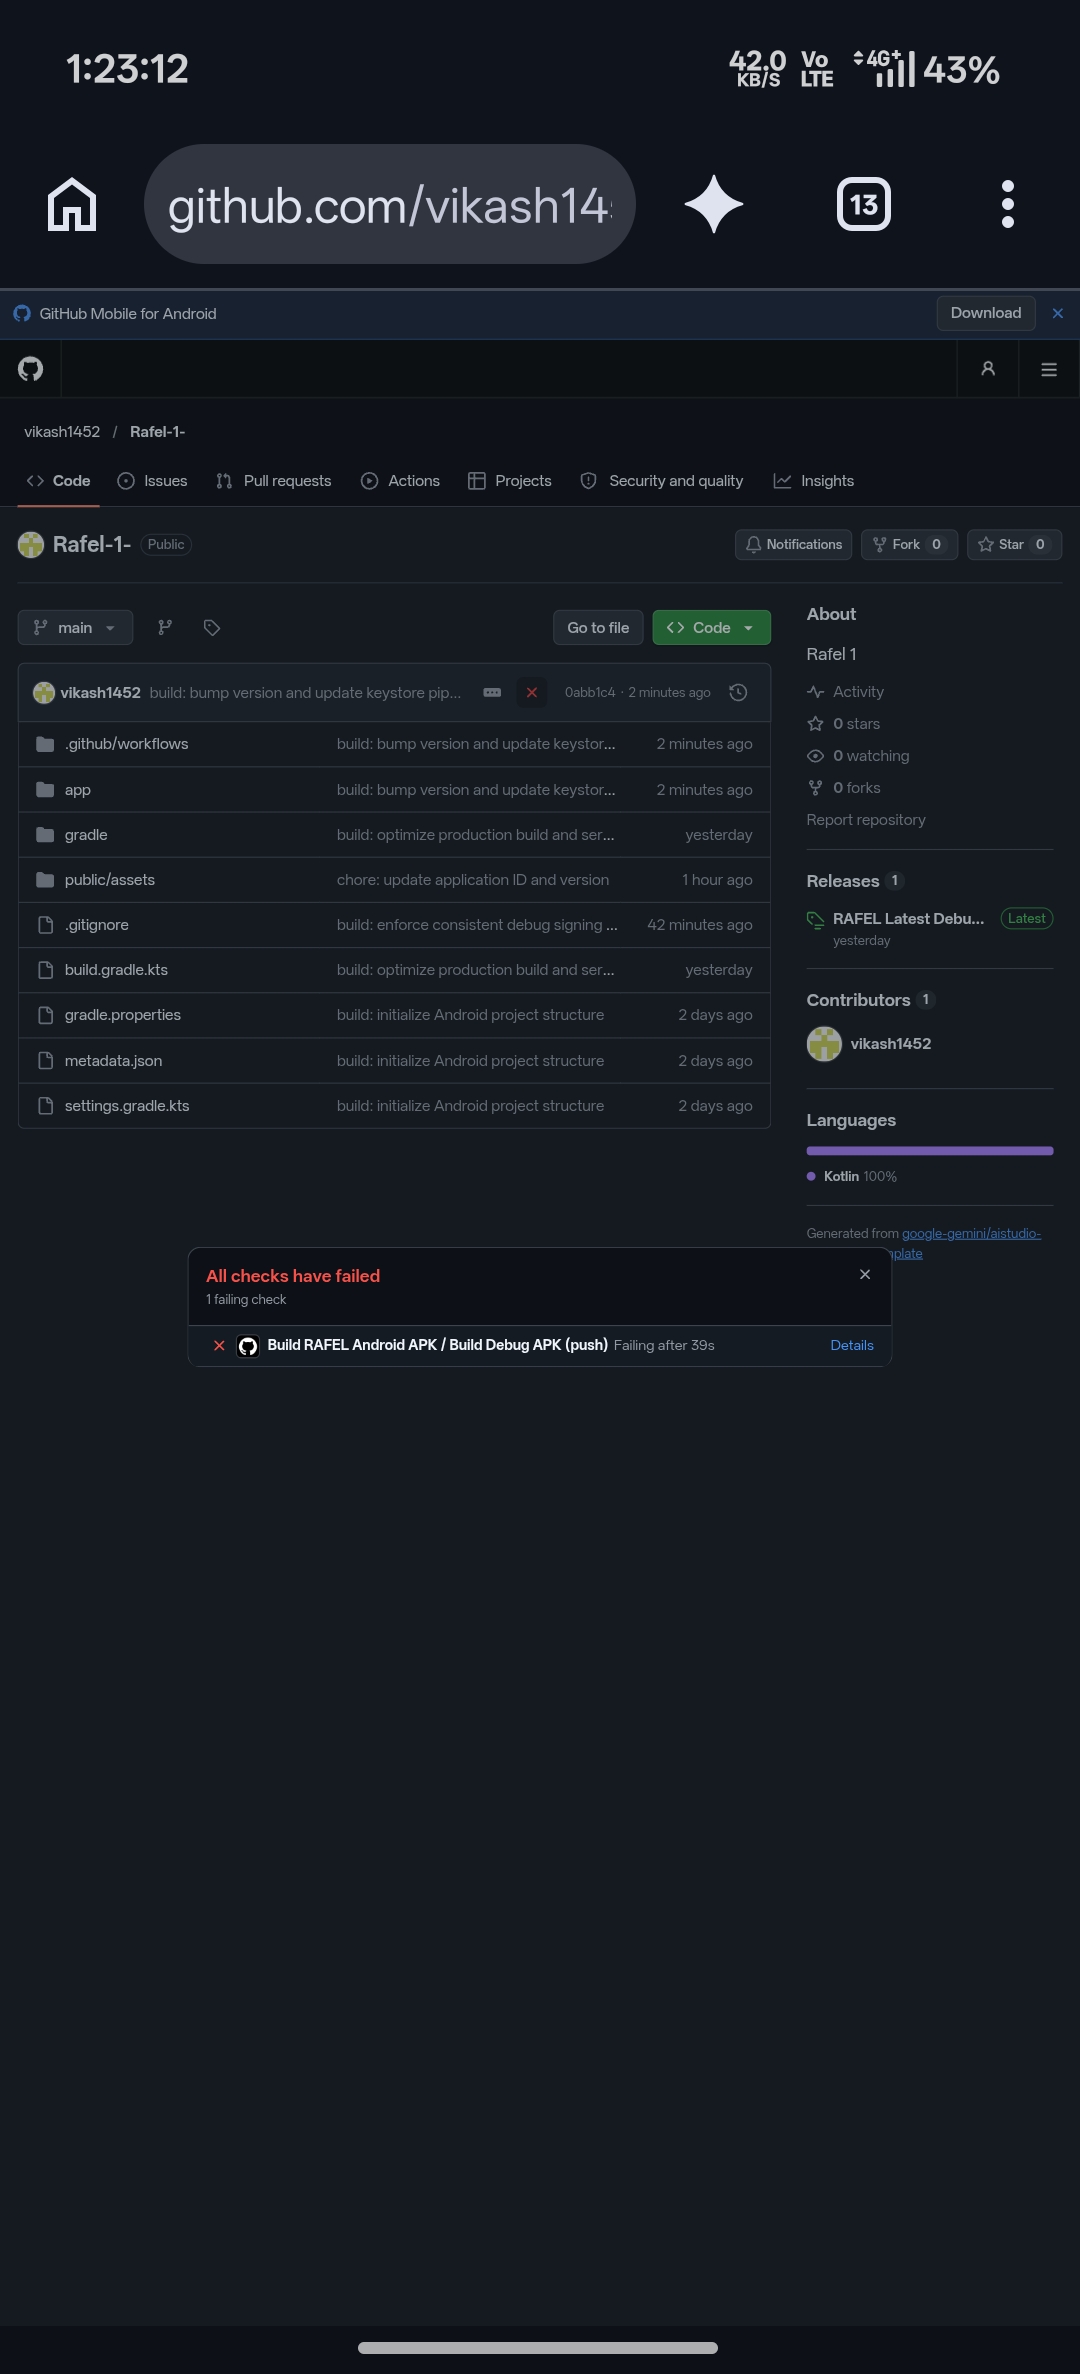 1:23:12
42.0 KB/S Vo LTE 4G+ 43%
github.com/vikash14
13
GitHub Mobile for Android
Download
vikash1452 / Rafel-1-
Code Issues Pull requests Actions Projects Security and quality Insights
Rafel-1- Public
Notifications Fork 0 Star 0
main
Go to file Code
vikash1452 build: bump version and update keystore pip... 0abb1c4 · 2 minutes ago
.github/workflows build: bump version and update keystor... 2 minutes ago
app build: bump version and update keystor... 2 minutes ago
gradle build: optimize production build and ser... yesterday
public/assets chore: update application ID and version 1 hour ago
.gitignore build: enforce consistent debug signing ... 42 minutes ago
build.gradle.kts build: optimize production build and ser... yesterday
gradle.properties build: initialize Android project structure 2 days ago
metadata.json build: initialize Android project structure 2 days ago
settings.gradle.kts build: initialize Android project structure 2 days ago
About
Rafel 1
Activity
0 stars
0 watching
0 forks
Report repository
Releases 1
RAFEL Latest Debu... Latest
yesterday
Contributors 1
vikash1452
Languages
Kotlin 100%
Generated from google-gemini/aistudio-
plate
All checks have failed
1 failing check
Build RAFEL Android APK / Build Debug APK (push) Failing after 39s Details